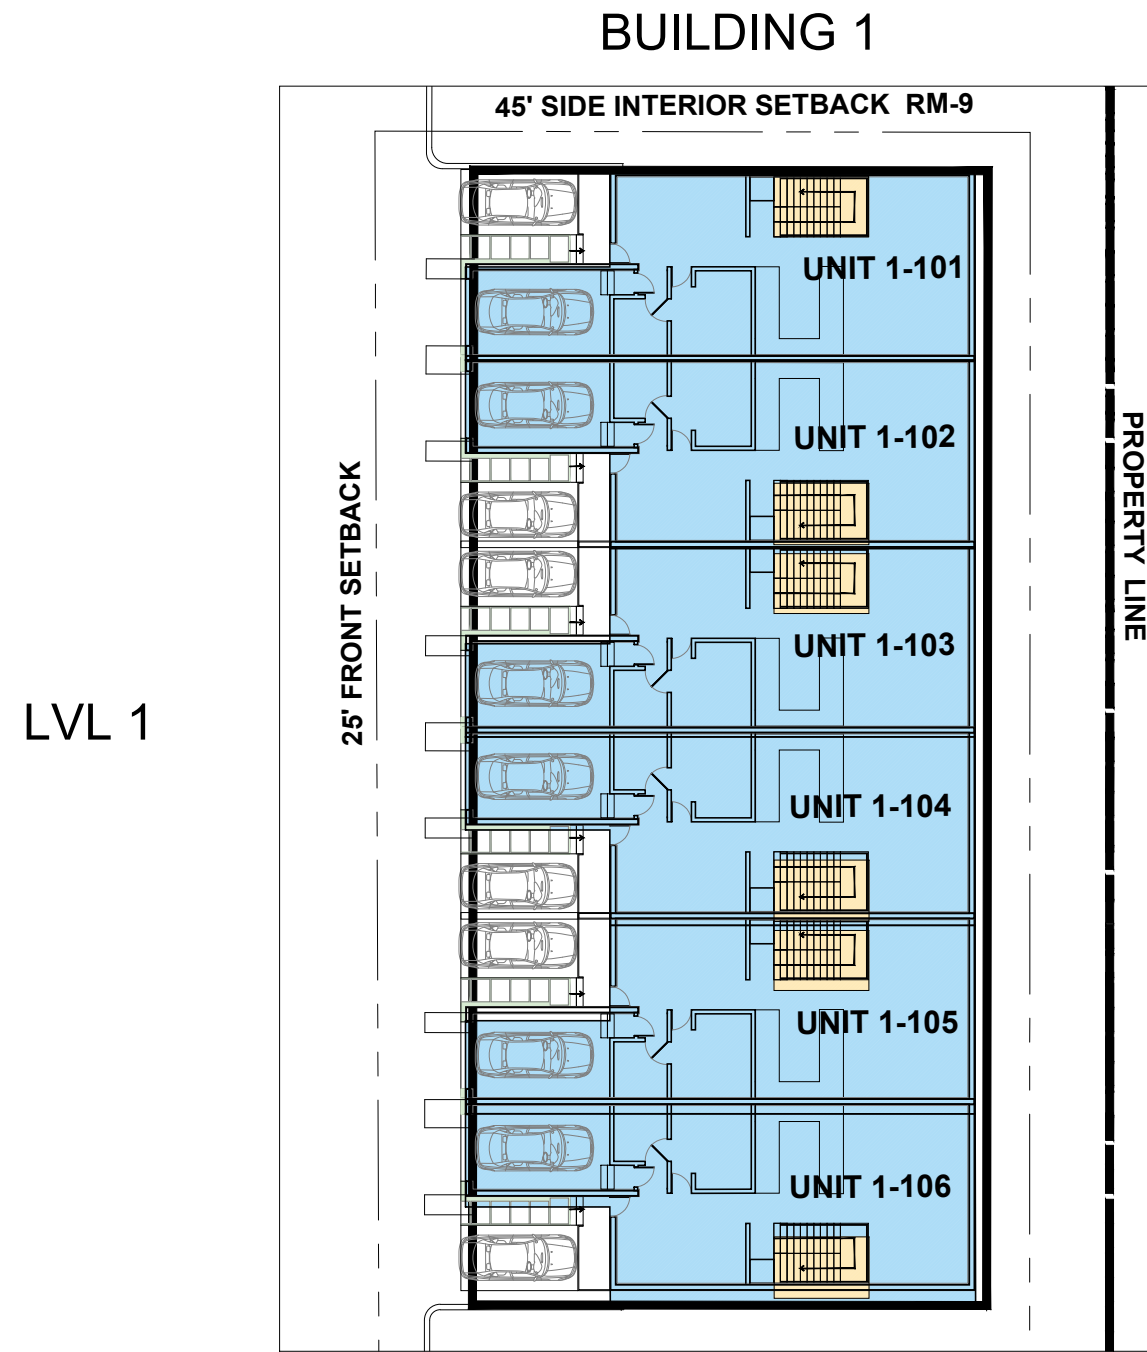 BUILDING 1
45' SIDE INTERIOR SETBACK RM-9
UNIT 1-101
UNIT 1-102
PROPERTY LINE
25' FRONT SETBACK
UNIT 1-103
LVL 1
UNIT 1-104
UNIT 1-105
UNIT 1-106